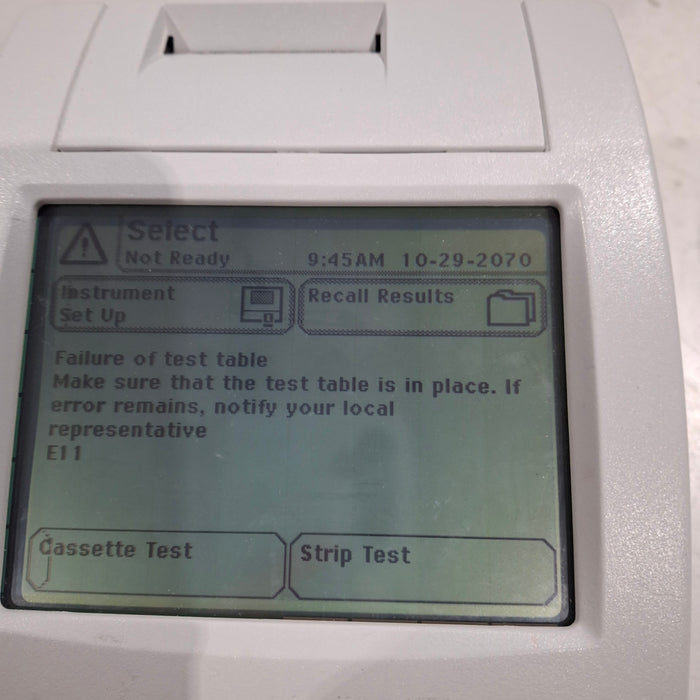 Select
Not Ready
9:45AM 10-29-2070
Instrument
Set Up
Recall Results
Failure of test table
Make sure that the test table is in place. If
error remains, notify your local
representative
E11
Cassette Test
Strip Test